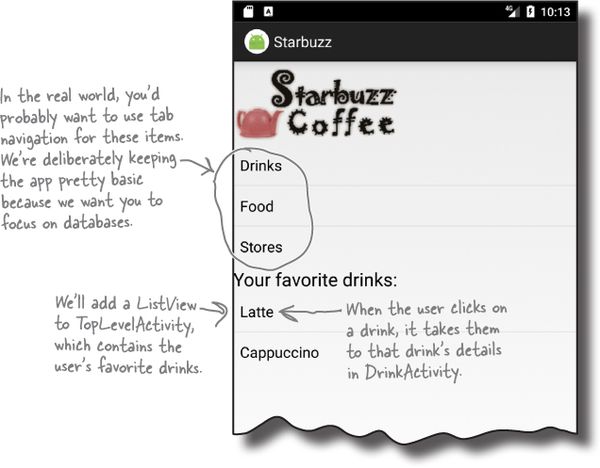 A
4G
10:13
Starbuzz
Starbuzz
Coffee
In the real world, you'd
probably want to use tab
navigation for these items.
We're deliberately keeping
the app pretty basic
because we want you to
focus on databases.
Drinks
Food
Stores
Your favorite drinks:
We'll add a ListView
to TopLevelActivity,
which contains the
user's favorite drinks.
Latte
Cappuccino
When the user clicks on
a drink, it takes them
to that drink's details
in DrinkActivity.